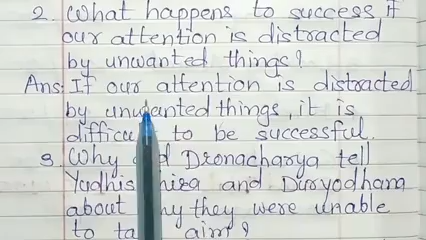 2. What happens to success if
our attention is distracted
by unwanted things?
Ans: If our attention is distracted
by unwanted things, it is
to be successful.
3. Why Dronacharya tell
and Duryodhana
about they were unable
to aim?